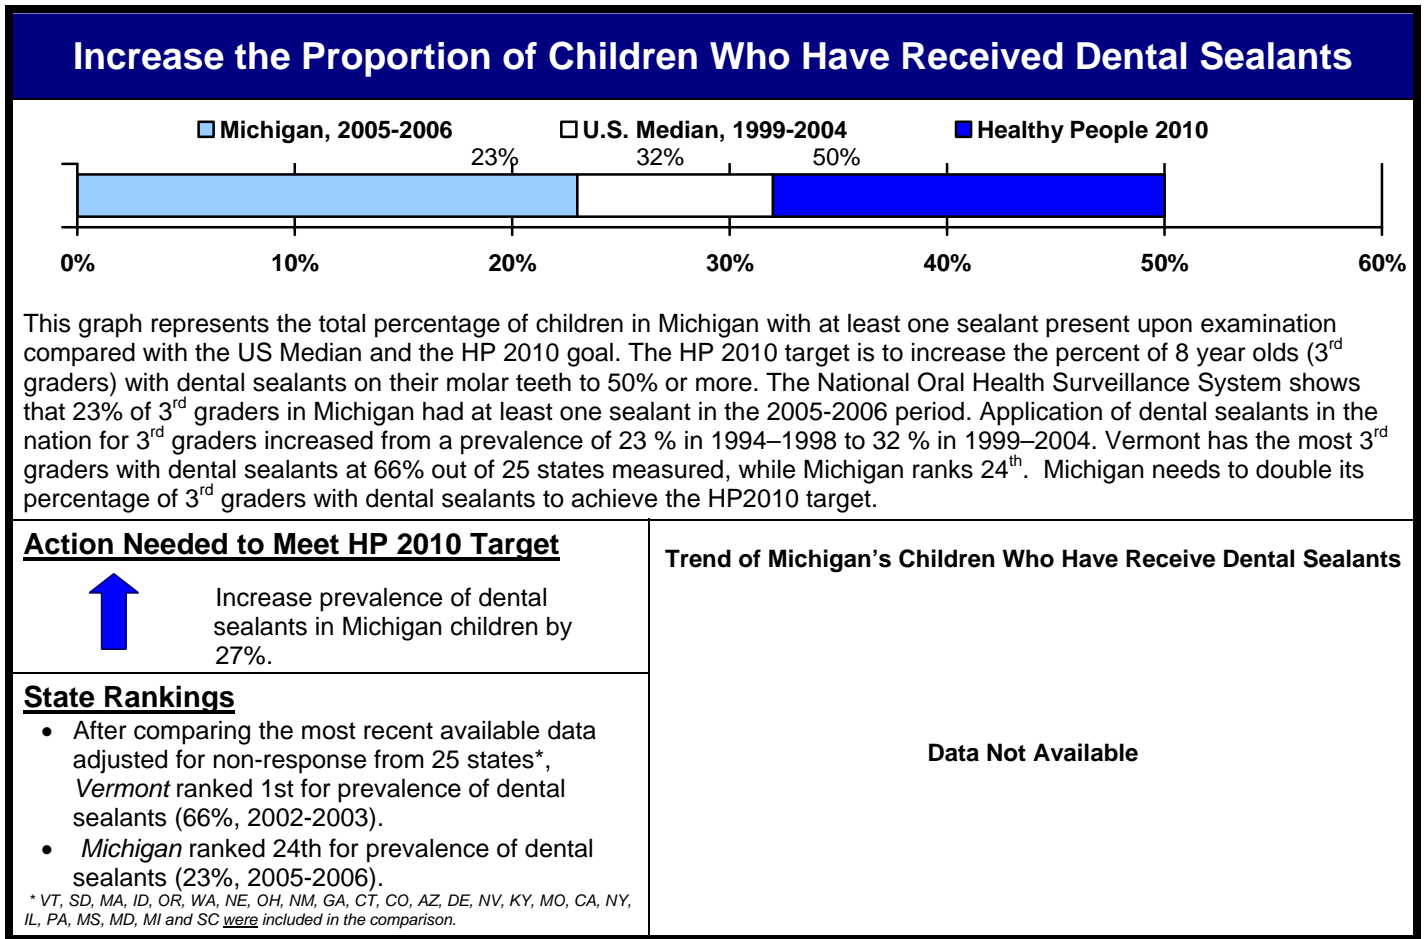 Increase the Proportion of Children Who Have Received Dental Sealants
Michigan, 2005-2006 U.S. Median, 1999-2004 Healthy People 2010
23% 32% 50%
0% 10% 20% 30% 40% 50% 60%
This graph represents the total percentage of children in Michigan with at least one sealant present upon examination
compared with the US Median and the HP 2010 goal. The HP 2010 target is to increase the percent of 8 year olds (3rd
graders) with dental sealants on their molar teeth to 50% or more. The National Oral Health Surveillance System shows
that 23% of 3rd graders in Michigan had at least one sealant in the 2005-2006 period. Application of dental sealants in the
nation for 3rd graders increased from a prevalence of 23 % in 1994–1998 to 32 % in 1999–2004. Vermont has the most 3rd
graders with dental sealants at 66% out of 25 states measured, while Michigan ranks 24th. Michigan needs to double its
percentage of 3rd graders with dental sealants to achieve the HP2010 target.
Action Needed to Meet HP 2010 Target
Increase prevalence of dental
sealants in Michigan children by
27%.
State Rankings
• After comparing the most recent available data
adjusted for non-response from 25 states*,
Vermont ranked 1st for prevalence of dental
sealants (66%, 2002-2003).
• Michigan ranked 24th for prevalence of dental
sealants (23%, 2005-2006).
* VT, SD, MA, ID, OR, WA, NE, OH, NM, GA, CT, CO, AZ, DE, NV, KY, MO, CA, NY,
IL, PA, MS, MD, MI and SC were included in the comparison.
Trend of Michigan’s Children Who Have Receive Dental Sealants
Data Not Available